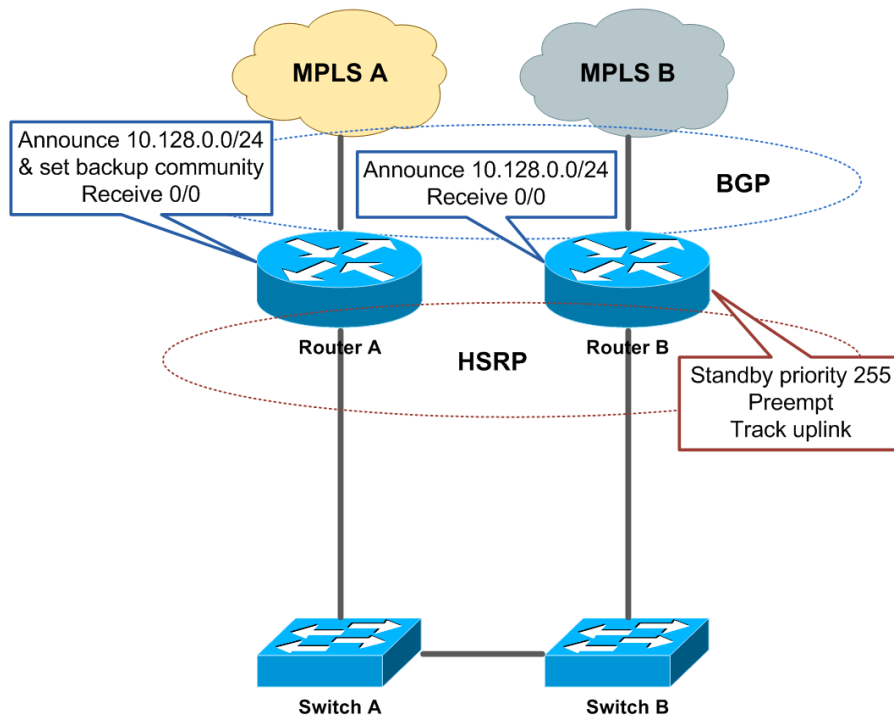 MPLS A
MPLS B
Announce 10.128.0.0/24
& set backup community
Receive 0/0
Announce 10.128.0.0/24
Receive 0/0
BGP
Router A
HSRP
Router B
Standby priority 255
Preempt
Track uplink
Switch A
Switch B